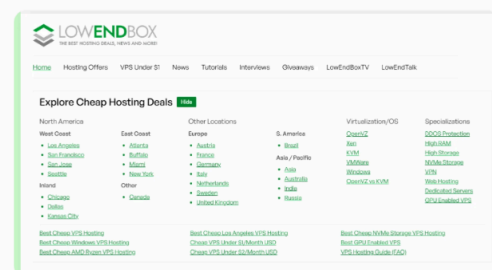 LOWENDBOX
THE BEST HOSTING DEALS, NEWS AND MORE!
Home Hosting Offers VPS Under $1 News Tutorials Interviews Giveaways LowEndBoxTV LowEndTalk
Explore Cheap Hosting Deals Hide
North America
West Coast
Los Angeles
San Francisco
San Jose
Seattle
Inland
Chicago
Dallas
Kansas City
East Coast
Atlanta
Buffalo
Miami
New York
Other
Canada
Other Locations
Europe
Austria
France
Germany
Italy
Netherlands
Sweden
United Kingdom
S. America
Brazil
Asia / Pacific
Asia
Australia
India
Russia
Virtualization/OS
OpenVZ
Xen
KVM
VMWare
Windows
OpenVZ vs KVM
Specializations
DDOS Protection
High RAM
High Storage
NVMe Storage
VPN
Web Hosting
Dedicated Servers
GPU Enabled VPS
Best Cheap VPS Hosting
Best Cheap Windows VPS Hosting
Best Cheap AMD Ryzen VPS Hosting
Best Cheap Los Angeles VPS Hosting
Cheap VPS Under $1/Month USD
Cheap VPS Under $2/Month USD
Best Cheap NVMe Storage VPS Hosting
Best GPU Enabled VPS
VPS Hosting Guide (FAQ)